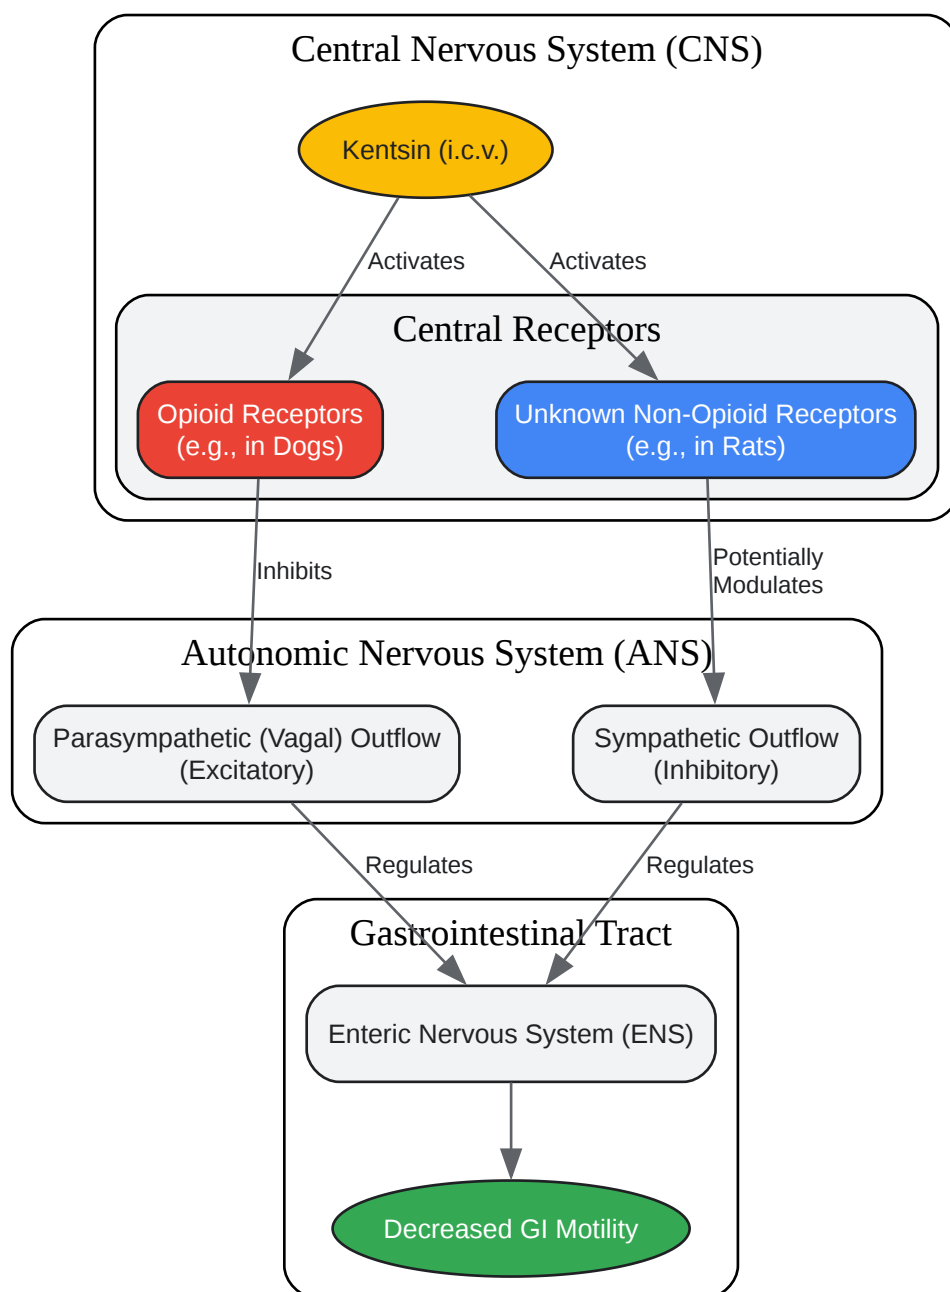 Central Nervous System (CNS)
Kentsin (i.c.v.)
Activates
Activates
Central Receptors
Opioid Receptors
(e.g., in Dogs)
Unknown Non-Opioid Receptors
(e.g., in Rats)
Inhibits
Potentially
Modulates
Autonomic Nervous System (ANS)
Parasympathetic (Vagal) Outflow
(Excitatory)
Sympathetic Outflow
(Inhibitory)
Regulates
Regulates
Gastrointestinal Tract
Enteric Nervous System (ENS)
Decreased GI Motility